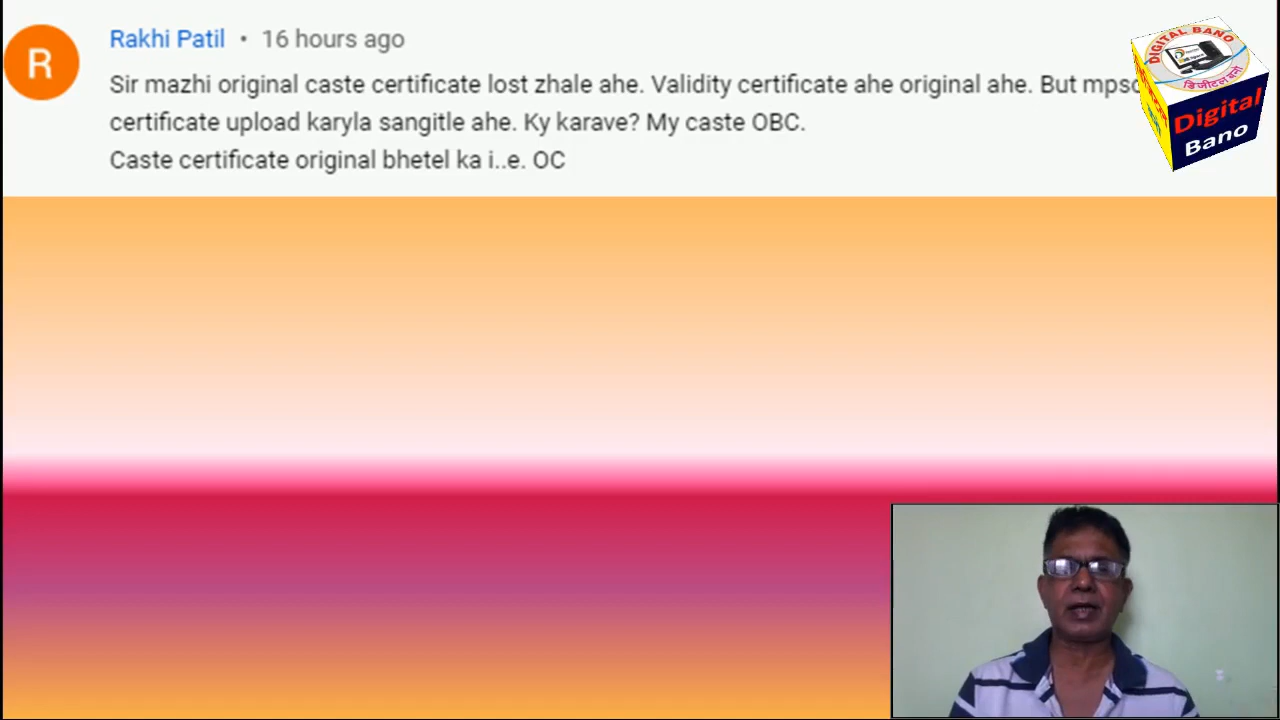 R
Rakhi Patil • 16 hours ago
Sir mazhi original caste certificate lost zhale ahe. Validity certificate ahe original ahe. But mpsc
certificate upload karyla sangitle ahe. Ky karave? My caste OBC.
Caste certificate original bhetel ka i..e. OC
DIGITAL BANO
डिजीटल बनो
Digital
Bano